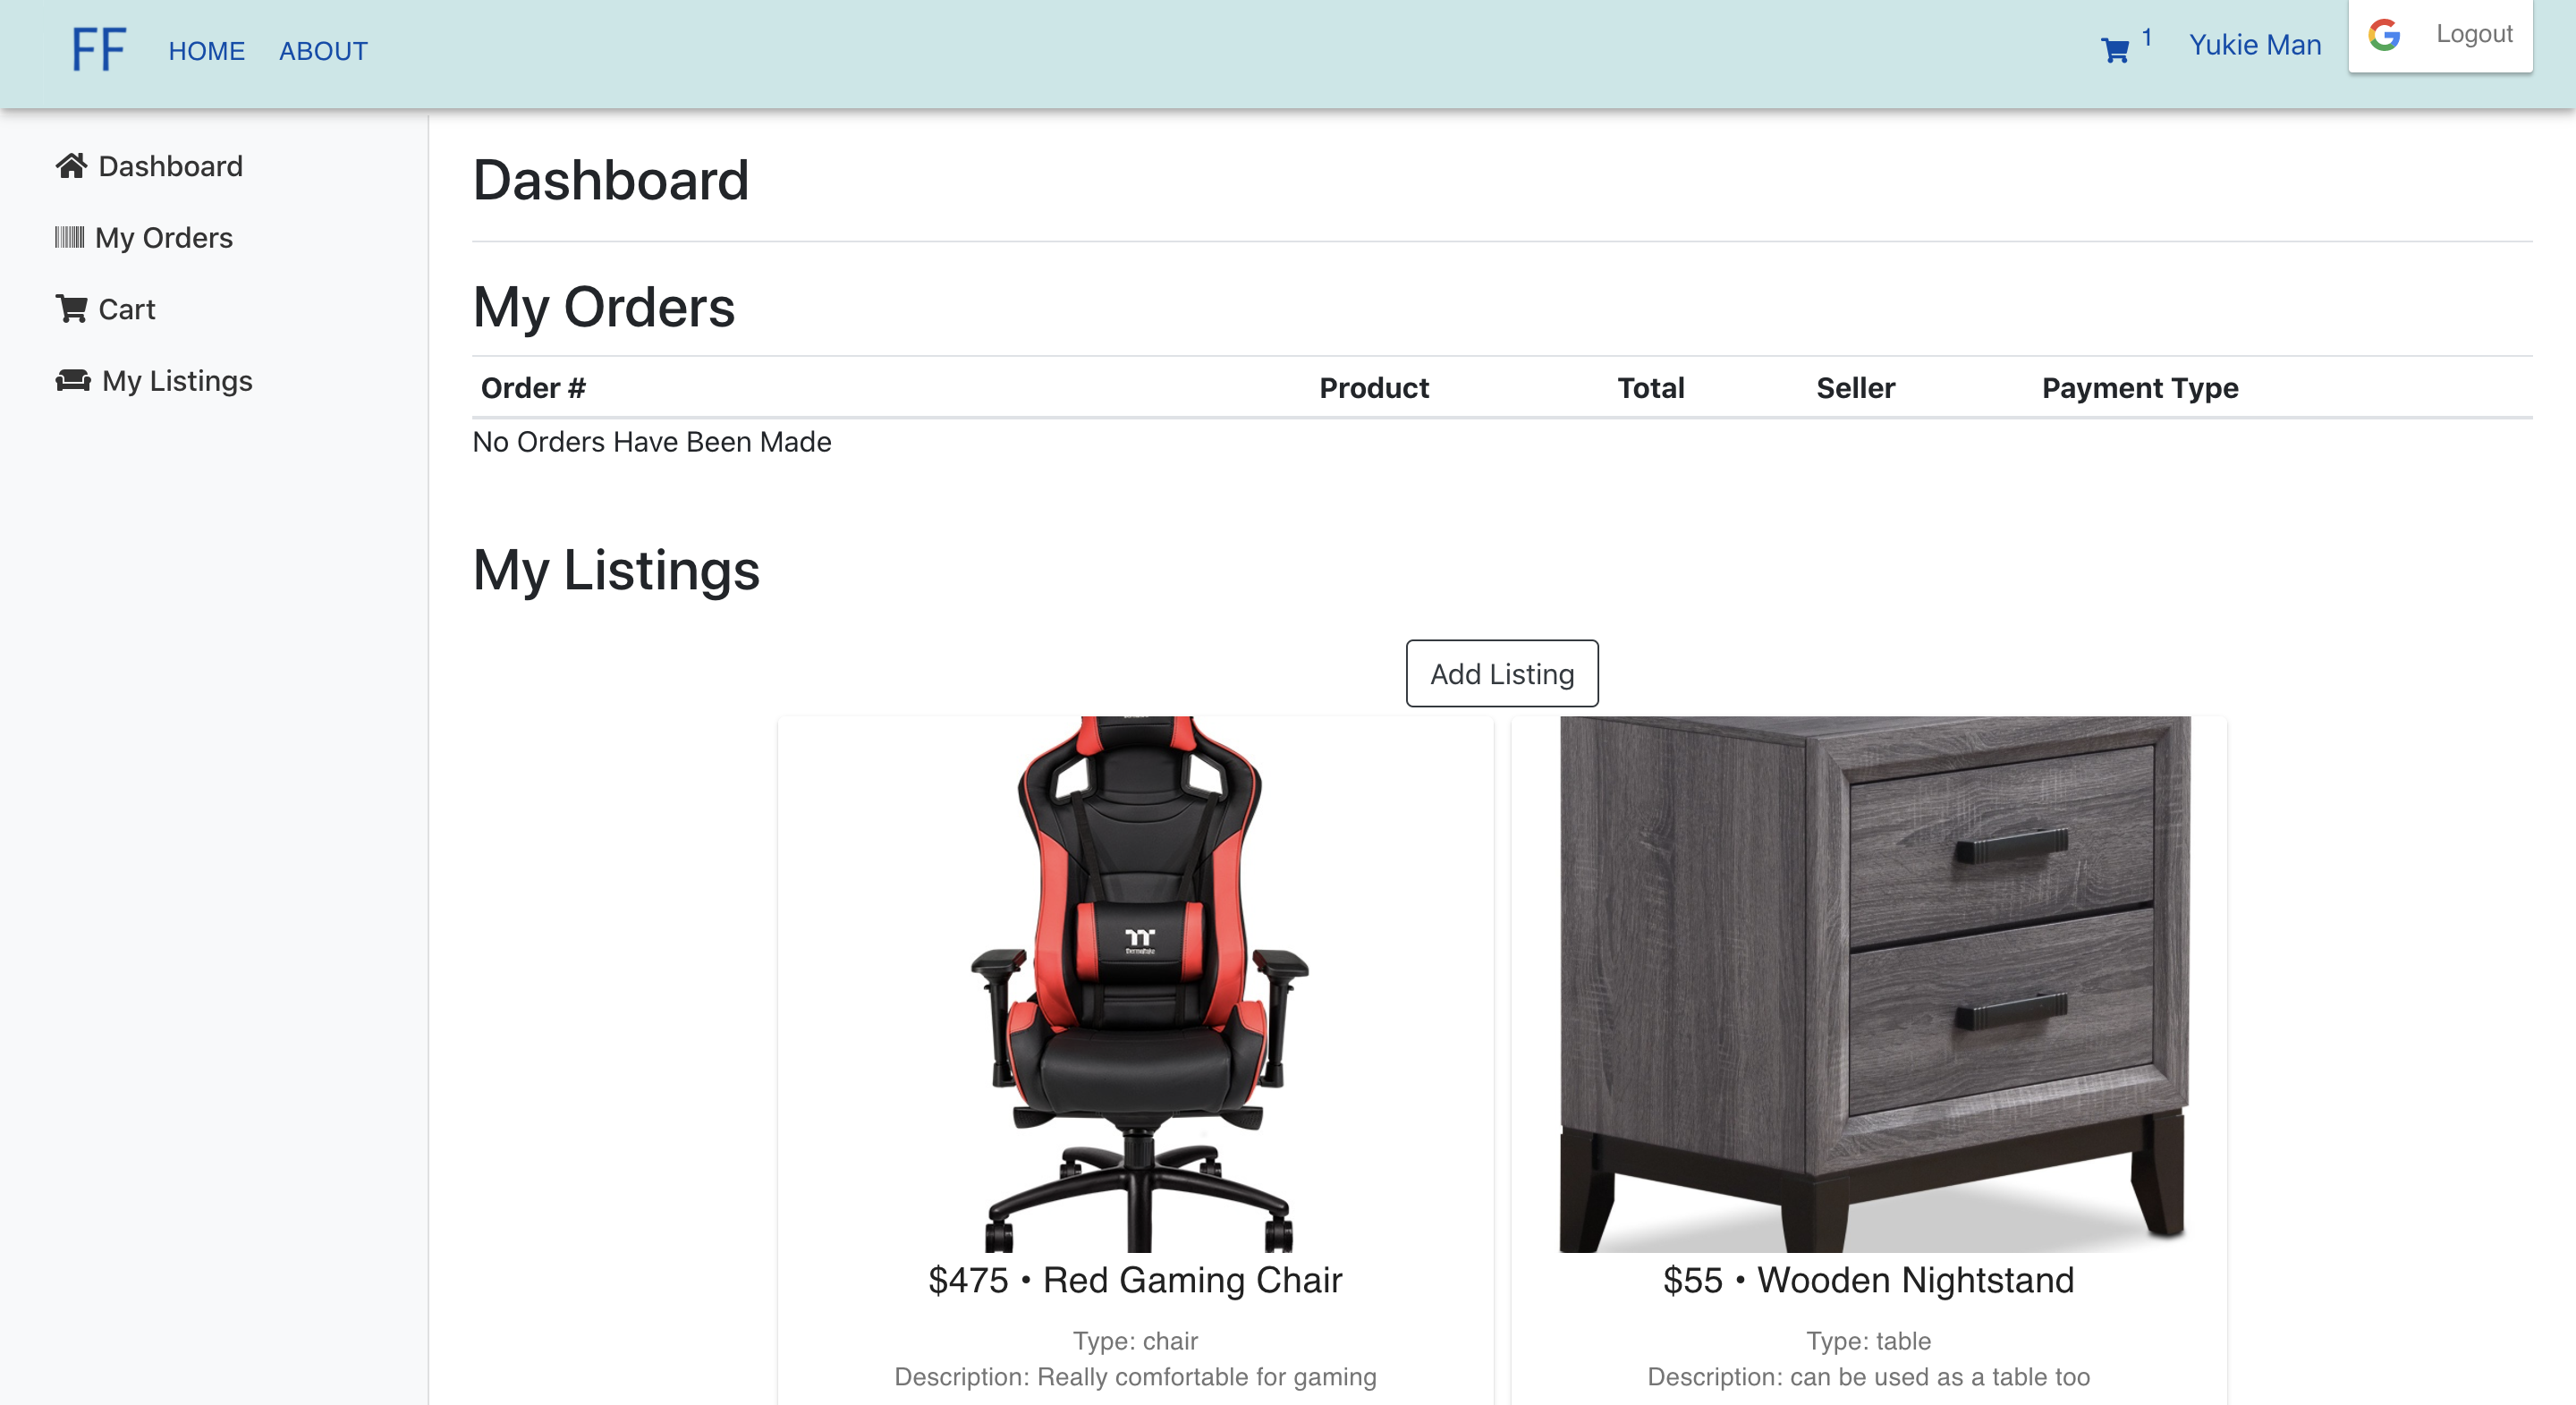 FF HOME ABOUT 1 Yukie Man Logout
Dashboard
My Orders
Cart
My Listings
Dashboard
My Orders
Order # Product Total Seller Payment Type
No Orders Have Been Made
My Listings
Add Listing
$475 • Red Gaming Chair
Type: chair
Description: Really comfortable for gaming
$55 • Wooden Nightstand
Type: table
Description: can be used as a table too